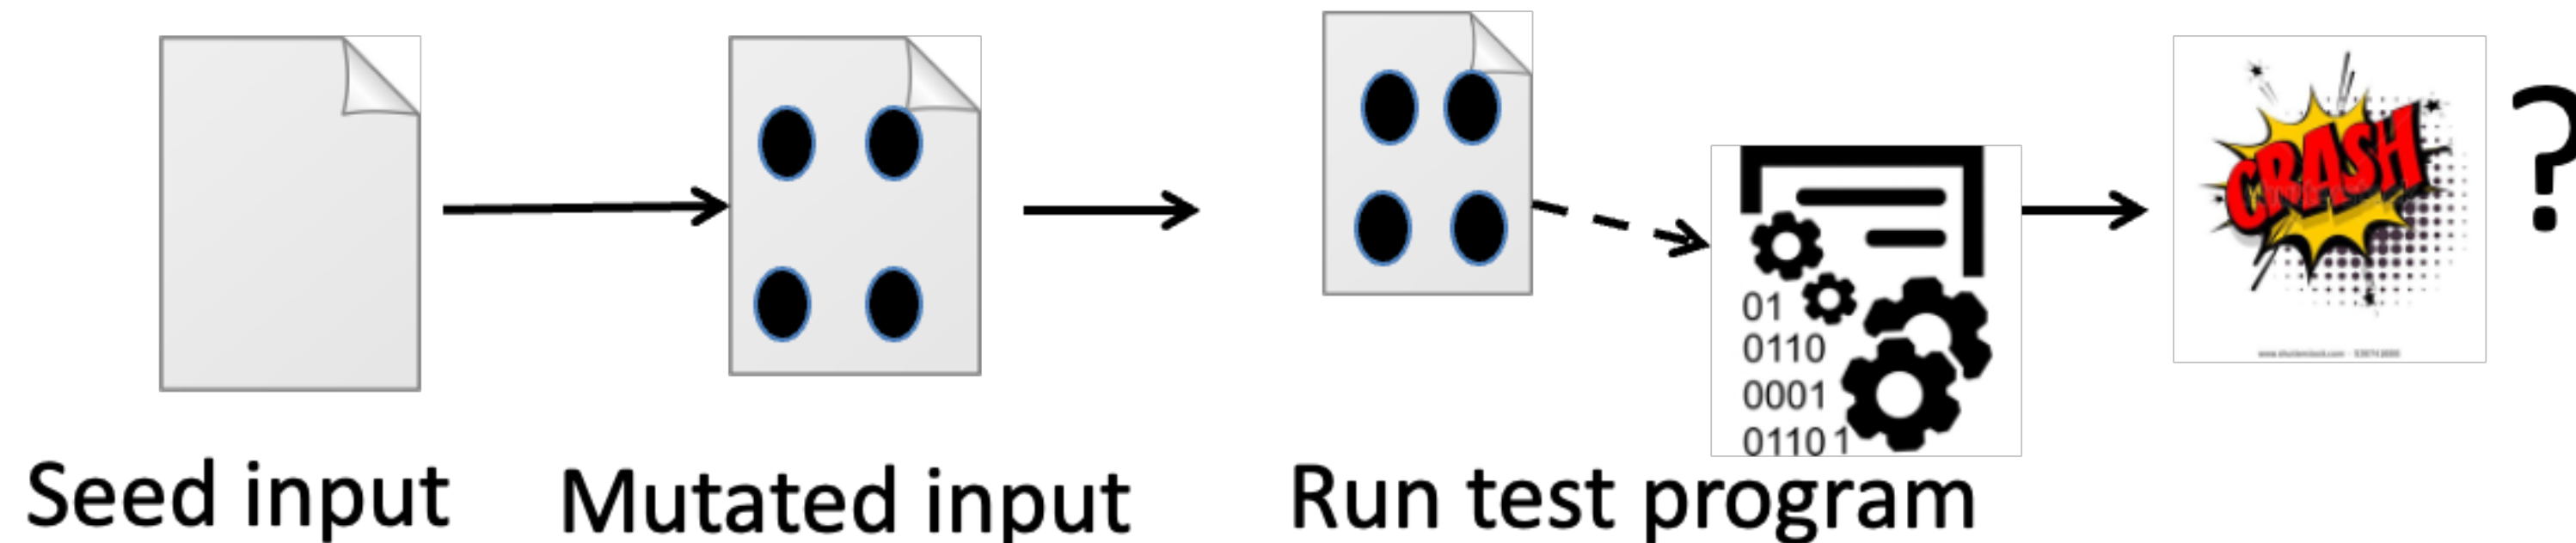 CRASH
?
01
0110
0001
01101
Seed input
Mutated input
Run test program